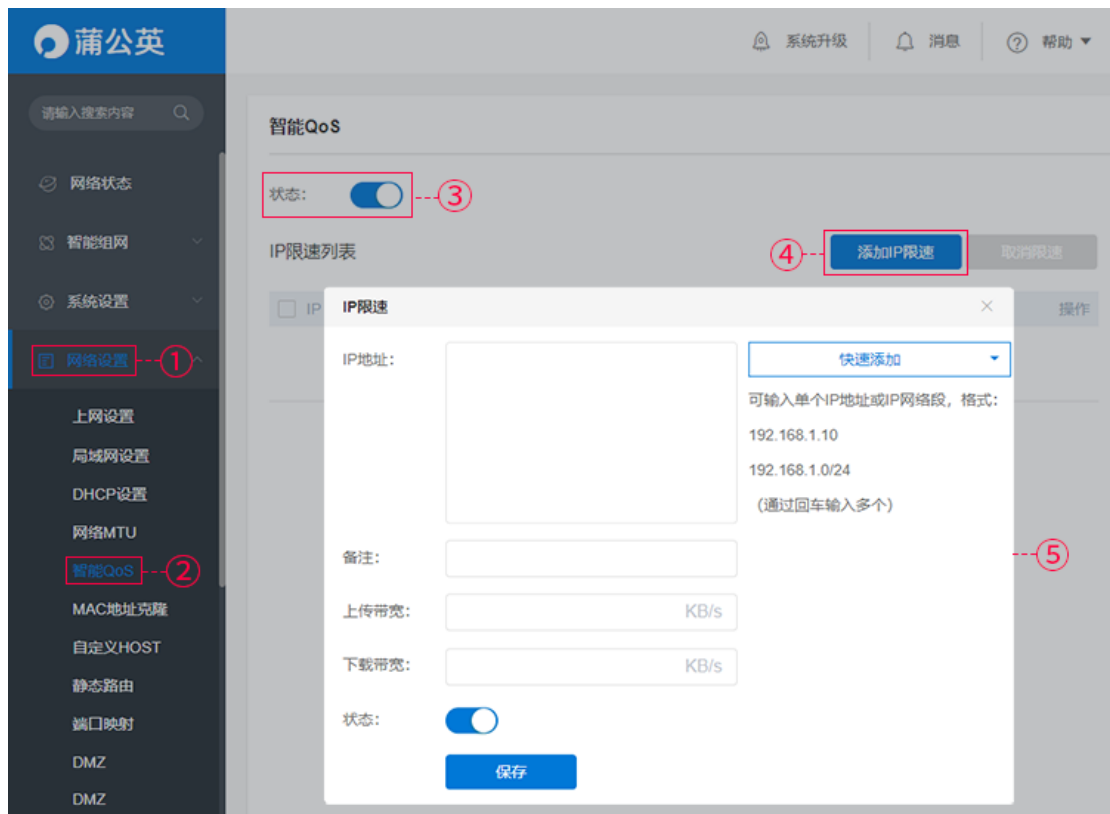 蒲公英
系统升级
消息
帮助
请输入搜索内容
智能QoS
网络状态
状态:
③
智能组网
IP限速列表
④
添加IP限速
取消限速
系统设置
IP
操作
IP限速
网络设置
①
IP地址:
快速添加
可输入单个IP地址或IP网络段，格式：
192.168.1.10
192.168.1.0/24
（通过回车输入多个）
上网设置
局域网设置
DHCP设置
网络MTU
智能QoS
②
MAC地址克隆
自定义HOST
静态路由
端口映射
DMZ
DMZ
备注:
⑤
上传带宽:
KB/s
下载带宽:
KB/s
状态:
保存